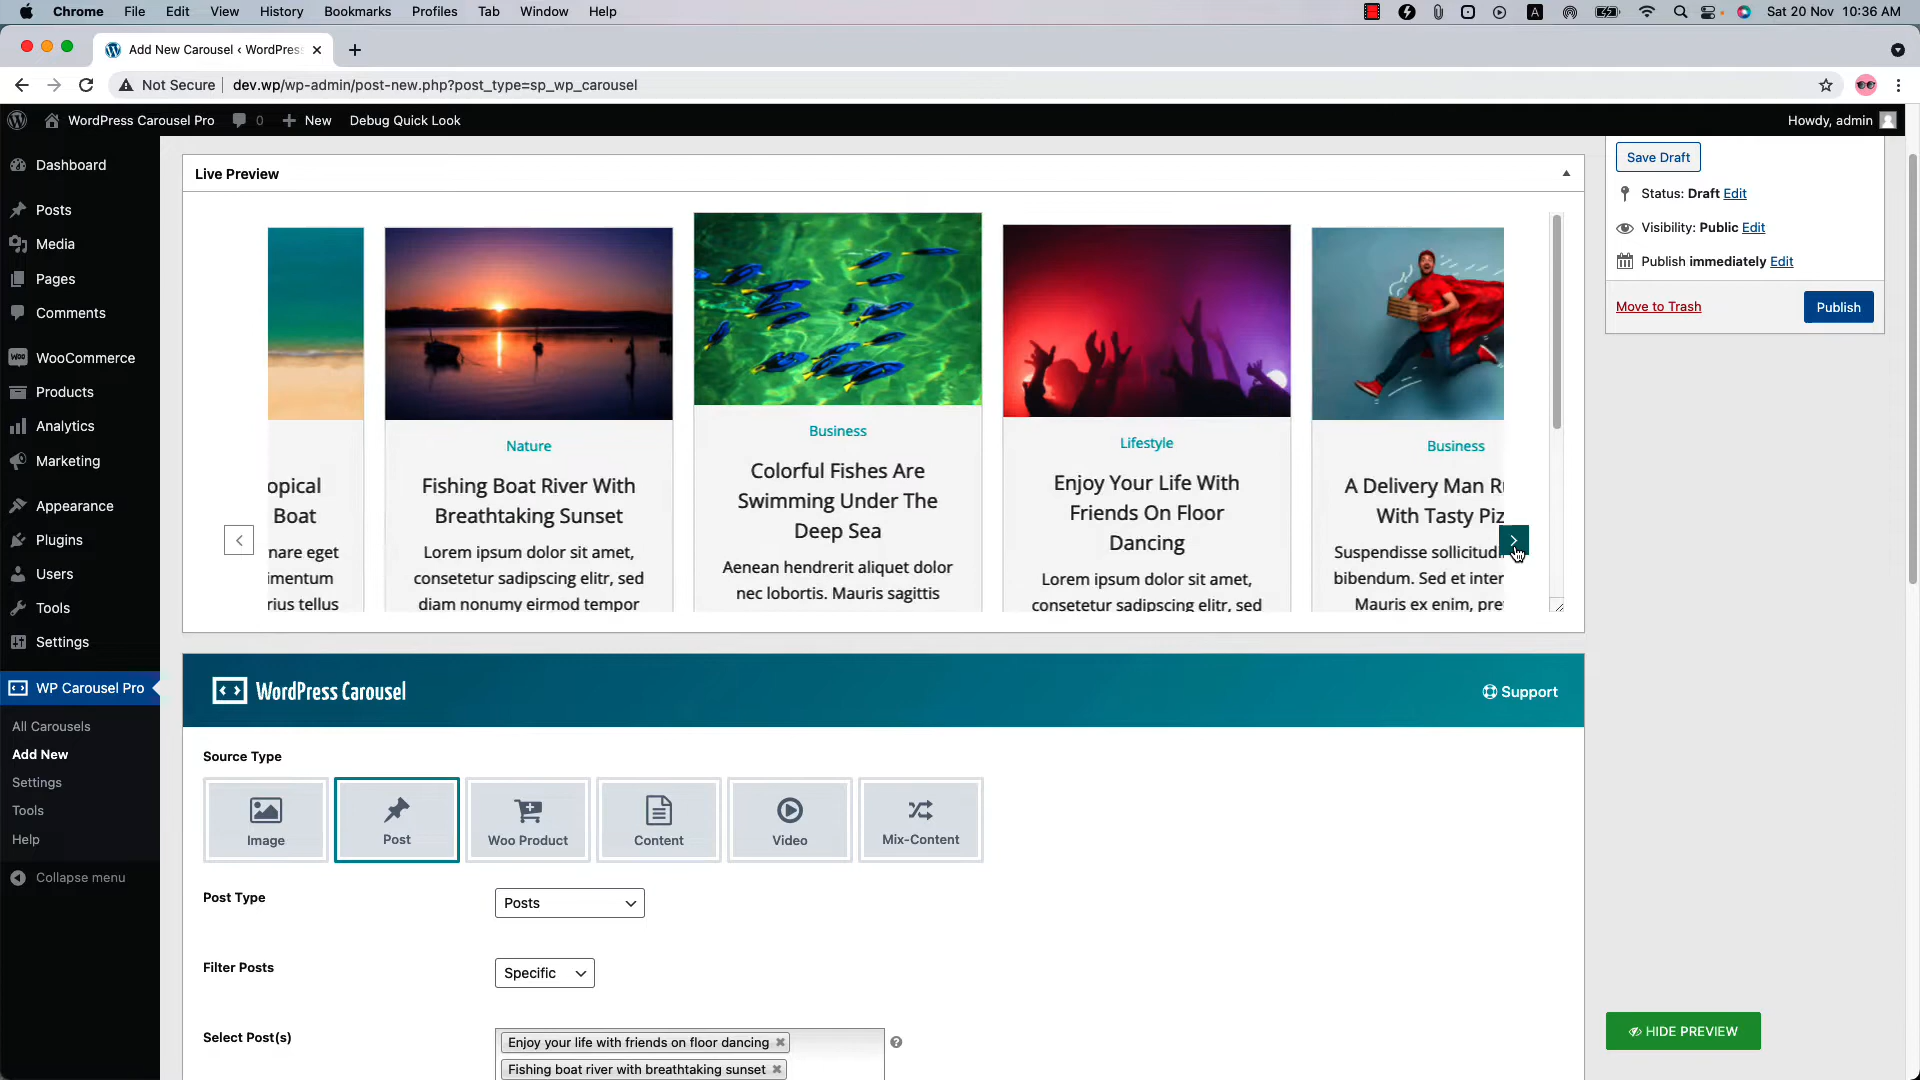 Chrome File Edit View History Bookmarks Profiles Tab Window Help
A
Sat 20 Nov 10:36 AM
Add New Carousel ‹ WordPress
Not Secure dev.wp/wp-admin/post-new.php?post_type=sp_wp_carousel
WordPress Carousel Pro 0 New Debug Quick Look
Howdy, admin
Dashboard
Posts
Media
Pages
Comments
WooCommerce
Products
Analytics
Marketing
Appearance
Plugins
Users
Tools
Settings
WP Carousel Pro
All Carousels
Add New
Settings
Tools
Help
Collapse menu
Live Preview
opical
Boat
nare eget
imentum
rius tellus
Nature
Fishing Boat River With
Breathtaking Sunset
Lorem ipsum dolor sit amet,
consetetur sadipscing elitr, sed
diam nonumy eirmod tempor
Business
Colorful Fishes Are
Swimming Under The
Deep Sea
Aenean hendrerit aliquet dolor
nec lobortis. Mauris sagittis
Lifestyle
Enjoy Your Life With
Friends On Floor
Dancing
Lorem ipsum dolor sit amet,
consetetur sadipscing elitr, sed
Business
A Delivery Man Ru
With Tasty Piz
Suspendisse sollicitudi
bibendum. Sed et inter
Mauris ex enim, pre
Save Draft
Status: Draft Edit
Visibility: Public Edit
Publish immediately Edit
Move to Trash
Publish
WordPress Carousel
Support
Source Type
Image
Post
Woo Product
Content
Video
Mix-Content
Post Type
Posts
Filter Posts
Specific
Select Post(s)
Enjoy your life with friends on floor dancing
Fishing boat river with breathtaking sunset
HIDE PREVIEW